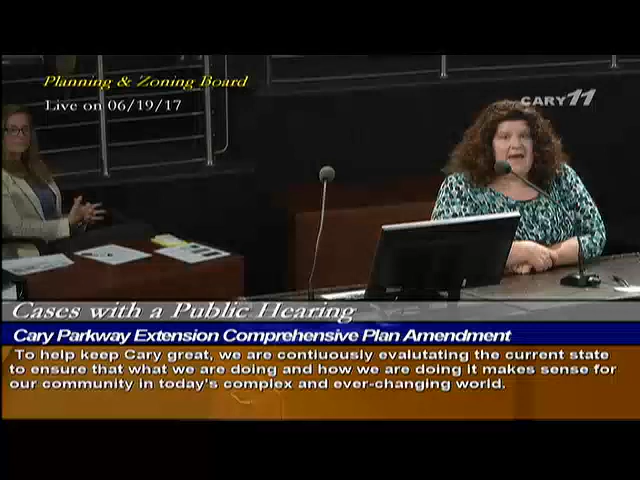 Planning & Zoning Board
Live on 06/19/17
CARY 11
Cases with a Public Hearing
Cary Parkway Extension Comprehensive Plan Amendment
To help keep Cary great, we are contiuously evalutating the current state
to ensure that what we are doing and how we are doing it makes sense for
our community in today's complex and ever-changing world.